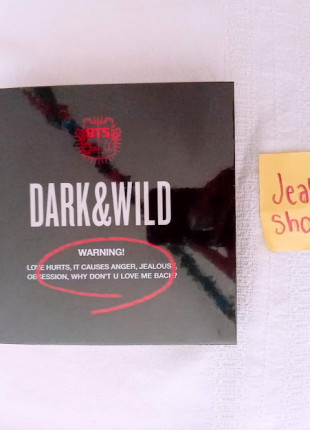 BTS
DARK&WILD
WARNING!
LOVE HURTS, IT CAUSES ANGER, JEALOUSY,
OBSESSION, WHY DON'T U LOVE ME BACK?
Jea
sho